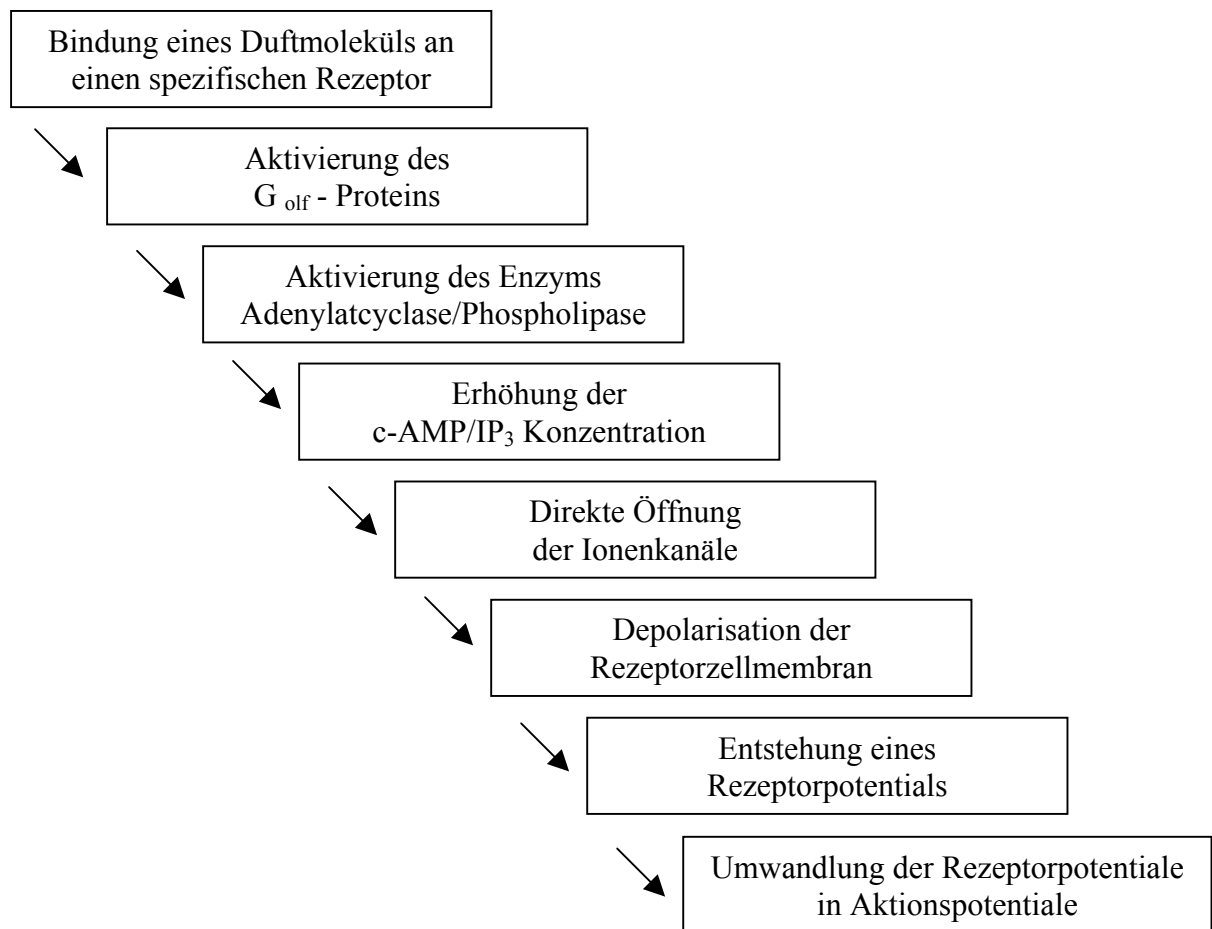 Bindung eines Duftmoleküls an
einen spezifischen Rezeptor
Aktivierung des
G olf - Proteins
Aktivierung des Enzyms
Adenylatcyclase/Phospholipase
Erhöhung der
c-AMP/IP₃ Konzentration
Direkte Öffnung
der Ionenkanäle
Depolarisation der
Rezeptorzellmembran
Entstehung eines
Rezeptorpotentials
Umwandlung der Rezeptorpotentiale
in Aktionspotentiale